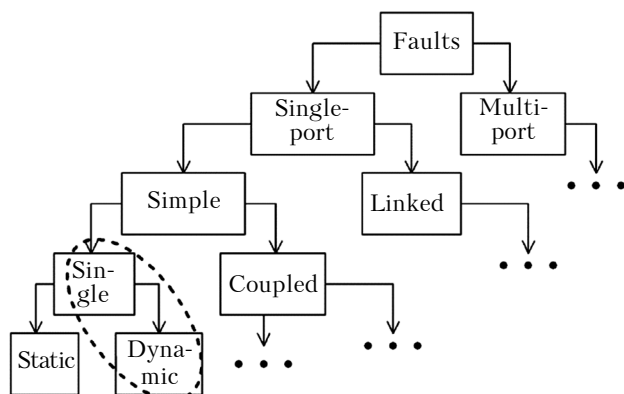 Faults
Single-
port
Multi-
port
Simple
Linked
Sin-
gle
Coupled
Static
Dyna-
mic